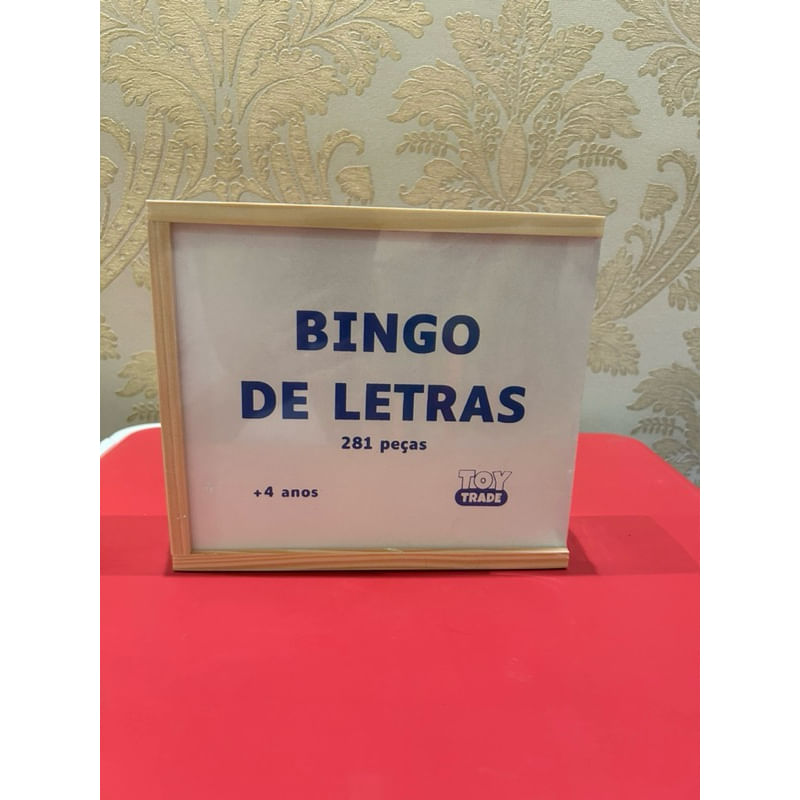 BINGO
DE LETRAS
281 peças
+4 anos
TOY
TRADE